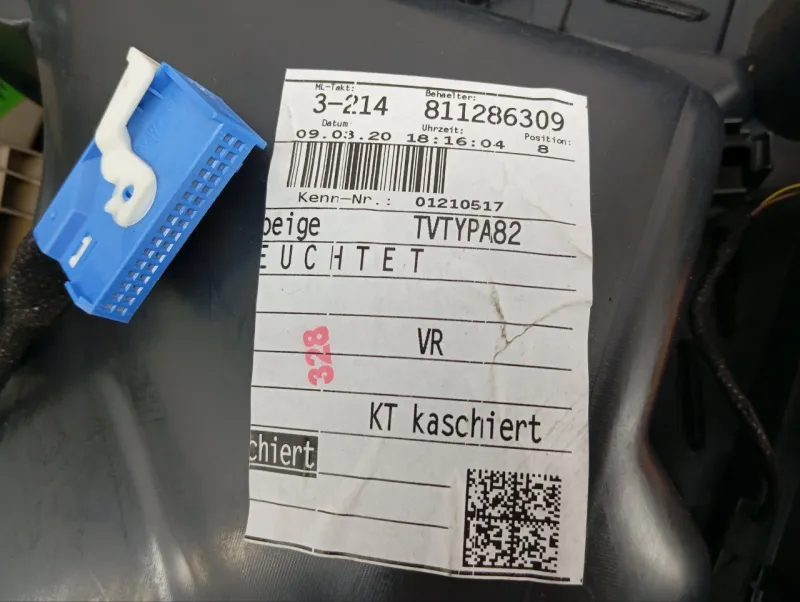 ML-Takt: Behaelter:
3-214 811286309
Datum: Uhrzeit: Position:
09.03.20 18:16:04 8
Kenn-Nr.: 01210517
beige TVTYPA82
EUCHTET
328 VR
KT kaschiert
chiert
1